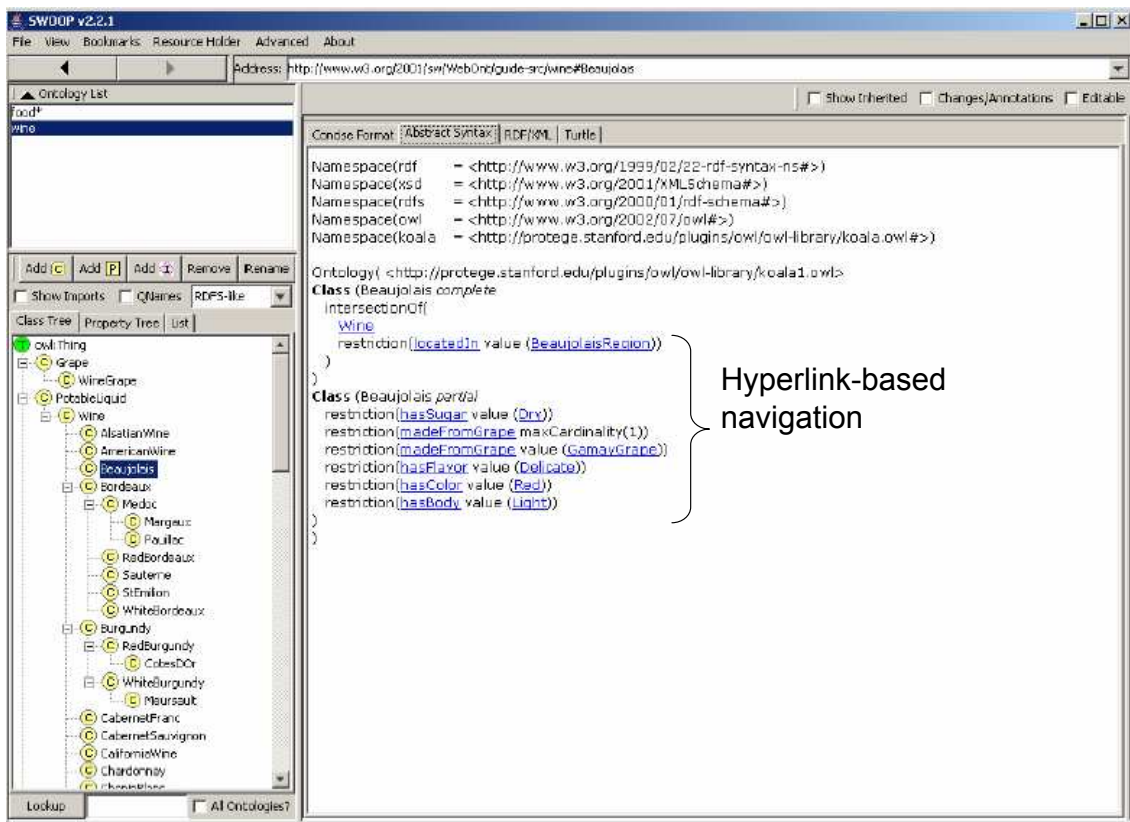 SWOOP v2.2.1
File View Bookmarks Resource Holder Advanced About
Address: http://www.w3.org/2001/sw/WebOnt/guide-src/wine#Beaujolais
Ontology List
Show Inherited Changes/Annotations Editable
food*
wine
Concise Format Abstract Syntax RDF/XML Turtle
Namespace(rdf = <http://www.w3.org/1999/02/22-rdf-syntax-ns#>)
Namespace(xsd = <http://www.w3.org/2001/XMLSchema#>)
Namespace(rdfs = <http://www.w3.org/2000/01/rdf-schema#>)
Namespace(owl = <http://www.w3.org/2002/07/owl#>)
Namespace(koala = <http://protege.stanford.edu/plugins/owl/owl-library/koala.owl#>)
Ontology( <http://protege.stanford.edu/plugins/owl/owl-library/koala1.owl>
Class (Beaujolais complete
intersectionOf(
Wine
restriction(locatedIn value (BeaujolaisRegion))
)
)
Class (Beaujolais partial
restriction(hasSugar value (Dry))
restriction(madeFromGrape maxCardinality(1))
restriction(madeFromGrape value (GamayGrape))
restriction(hasFlavor value (Delicate))
restriction(hasColor value (Red))
restriction(hasBody value (Light))
)
)
Hyperlink-based
navigation
Add C Add P Add I Remove Rename
Show Imports QNames RDFS-like
Class Tree Property Tree List
T owl:Thing
C Grape
C WineGrape
C PotableLiquid
C Wine
C AlsatianWine
C AmericanWine
C Beaujolais
C Bordeaux
C Medoc
C Margaux
C Pauillac
C RedBordeaux
C Sauterne
C StEmilion
C WhiteBordeaux
C Burgundy
C RedBurgundy
C CotesDOr
C WhiteBurgundy
C Meursault
C CabernetFranc
C CabernetSauvignon
C CaliforniaWine
C Chardonnay
C CheninBlanc
Lookup All Ontologies?